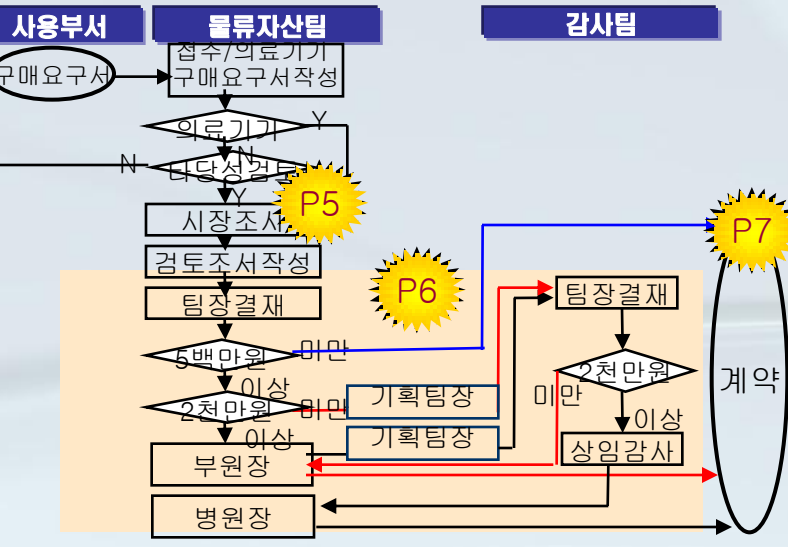 사용부서
물류자산팀
감사팀
구매요구서
접수/의료기기
구매요구서작성
의료기기
Y
N
N
타당성검토
Y
P5
시장조사
P7
검토조서작성
P6
팀장결재
팀장결재
5백만원
미만
2천만원
계약
이상
미만
기획팀장
미만
2천만원
이상
이상
기획팀장
상임감사
부원장
병원장